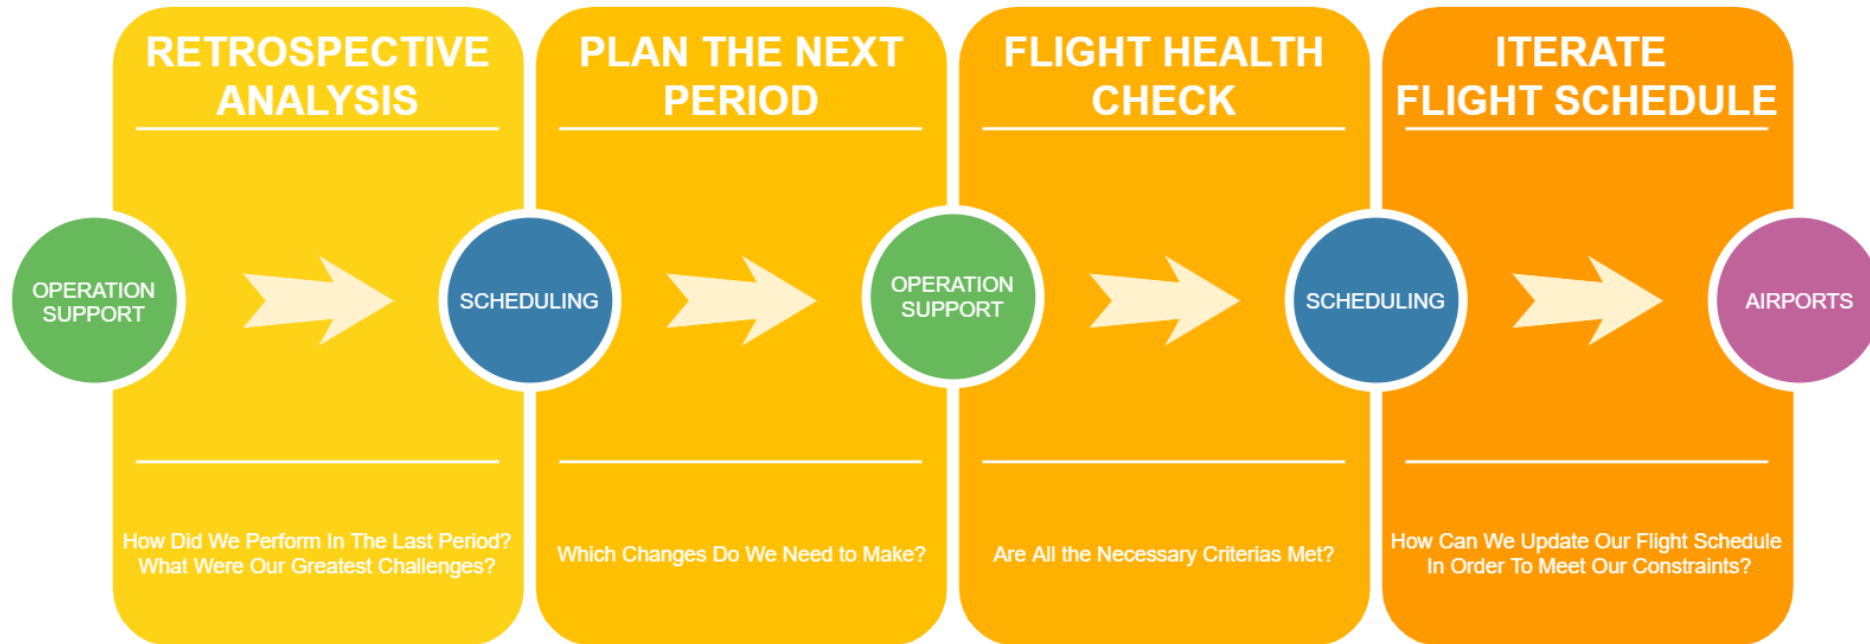 RETROSPECTIVE
ANALYSIS
PLAN THE NEXT
PERIOD
FLIGHT HEALTH
CHECK
ITERATE
FLIGHT SCHEDULE
OPERATION
SUPPORT
SCHEDULING
OPERATION
SUPPORT
SCHEDULING
AIRPORTS
How Did We Perform In The Last Period?
What Were Our Greatest Challenges?
Which Changes Do We Need to Make?
Are All the Necessary Criterias Met?
How Can We Update Our Flight Schedule
In Order To Meet Our Constraints?